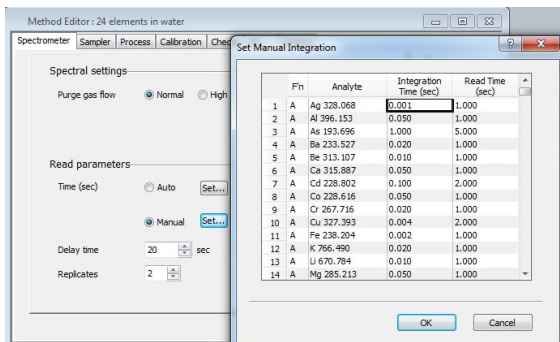 Method Editor : 24 elements in water
Spectrometer Sampler Process Calibration
Spectral settings
Purge gas flow Normal High
Read parameters
Time (sec) Auto Set...
Manual Set...
Delay time 20 sec
Replicates 2
Set Manual Integration
F'n Analyte Integration Time (sec) Read Time (sec)
1 A Ag 328.068 0.001 1.000
2 A Al 396.153 0.050 1.000
3 A As 193.696 1.000 5.000
4 A Ba 233.527 0.020 1.000
5 A Be 313.107 0.010 1.000
6 A Ca 315.887 0.050 1.000
7 A Cd 228.802 0.100 2.000
8 A Co 228.616 0.050 1.000
9 A Cr 267.716 0.020 1.000
10 A Cu 327.393 0.004 2.000
11 A Fe 238.204 0.002 1.000
12 A K 766.490 0.020 1.000
13 A Li 670.784 0.010 1.000
14 A Mg 285.213 0.050 1.000
OK Cancel